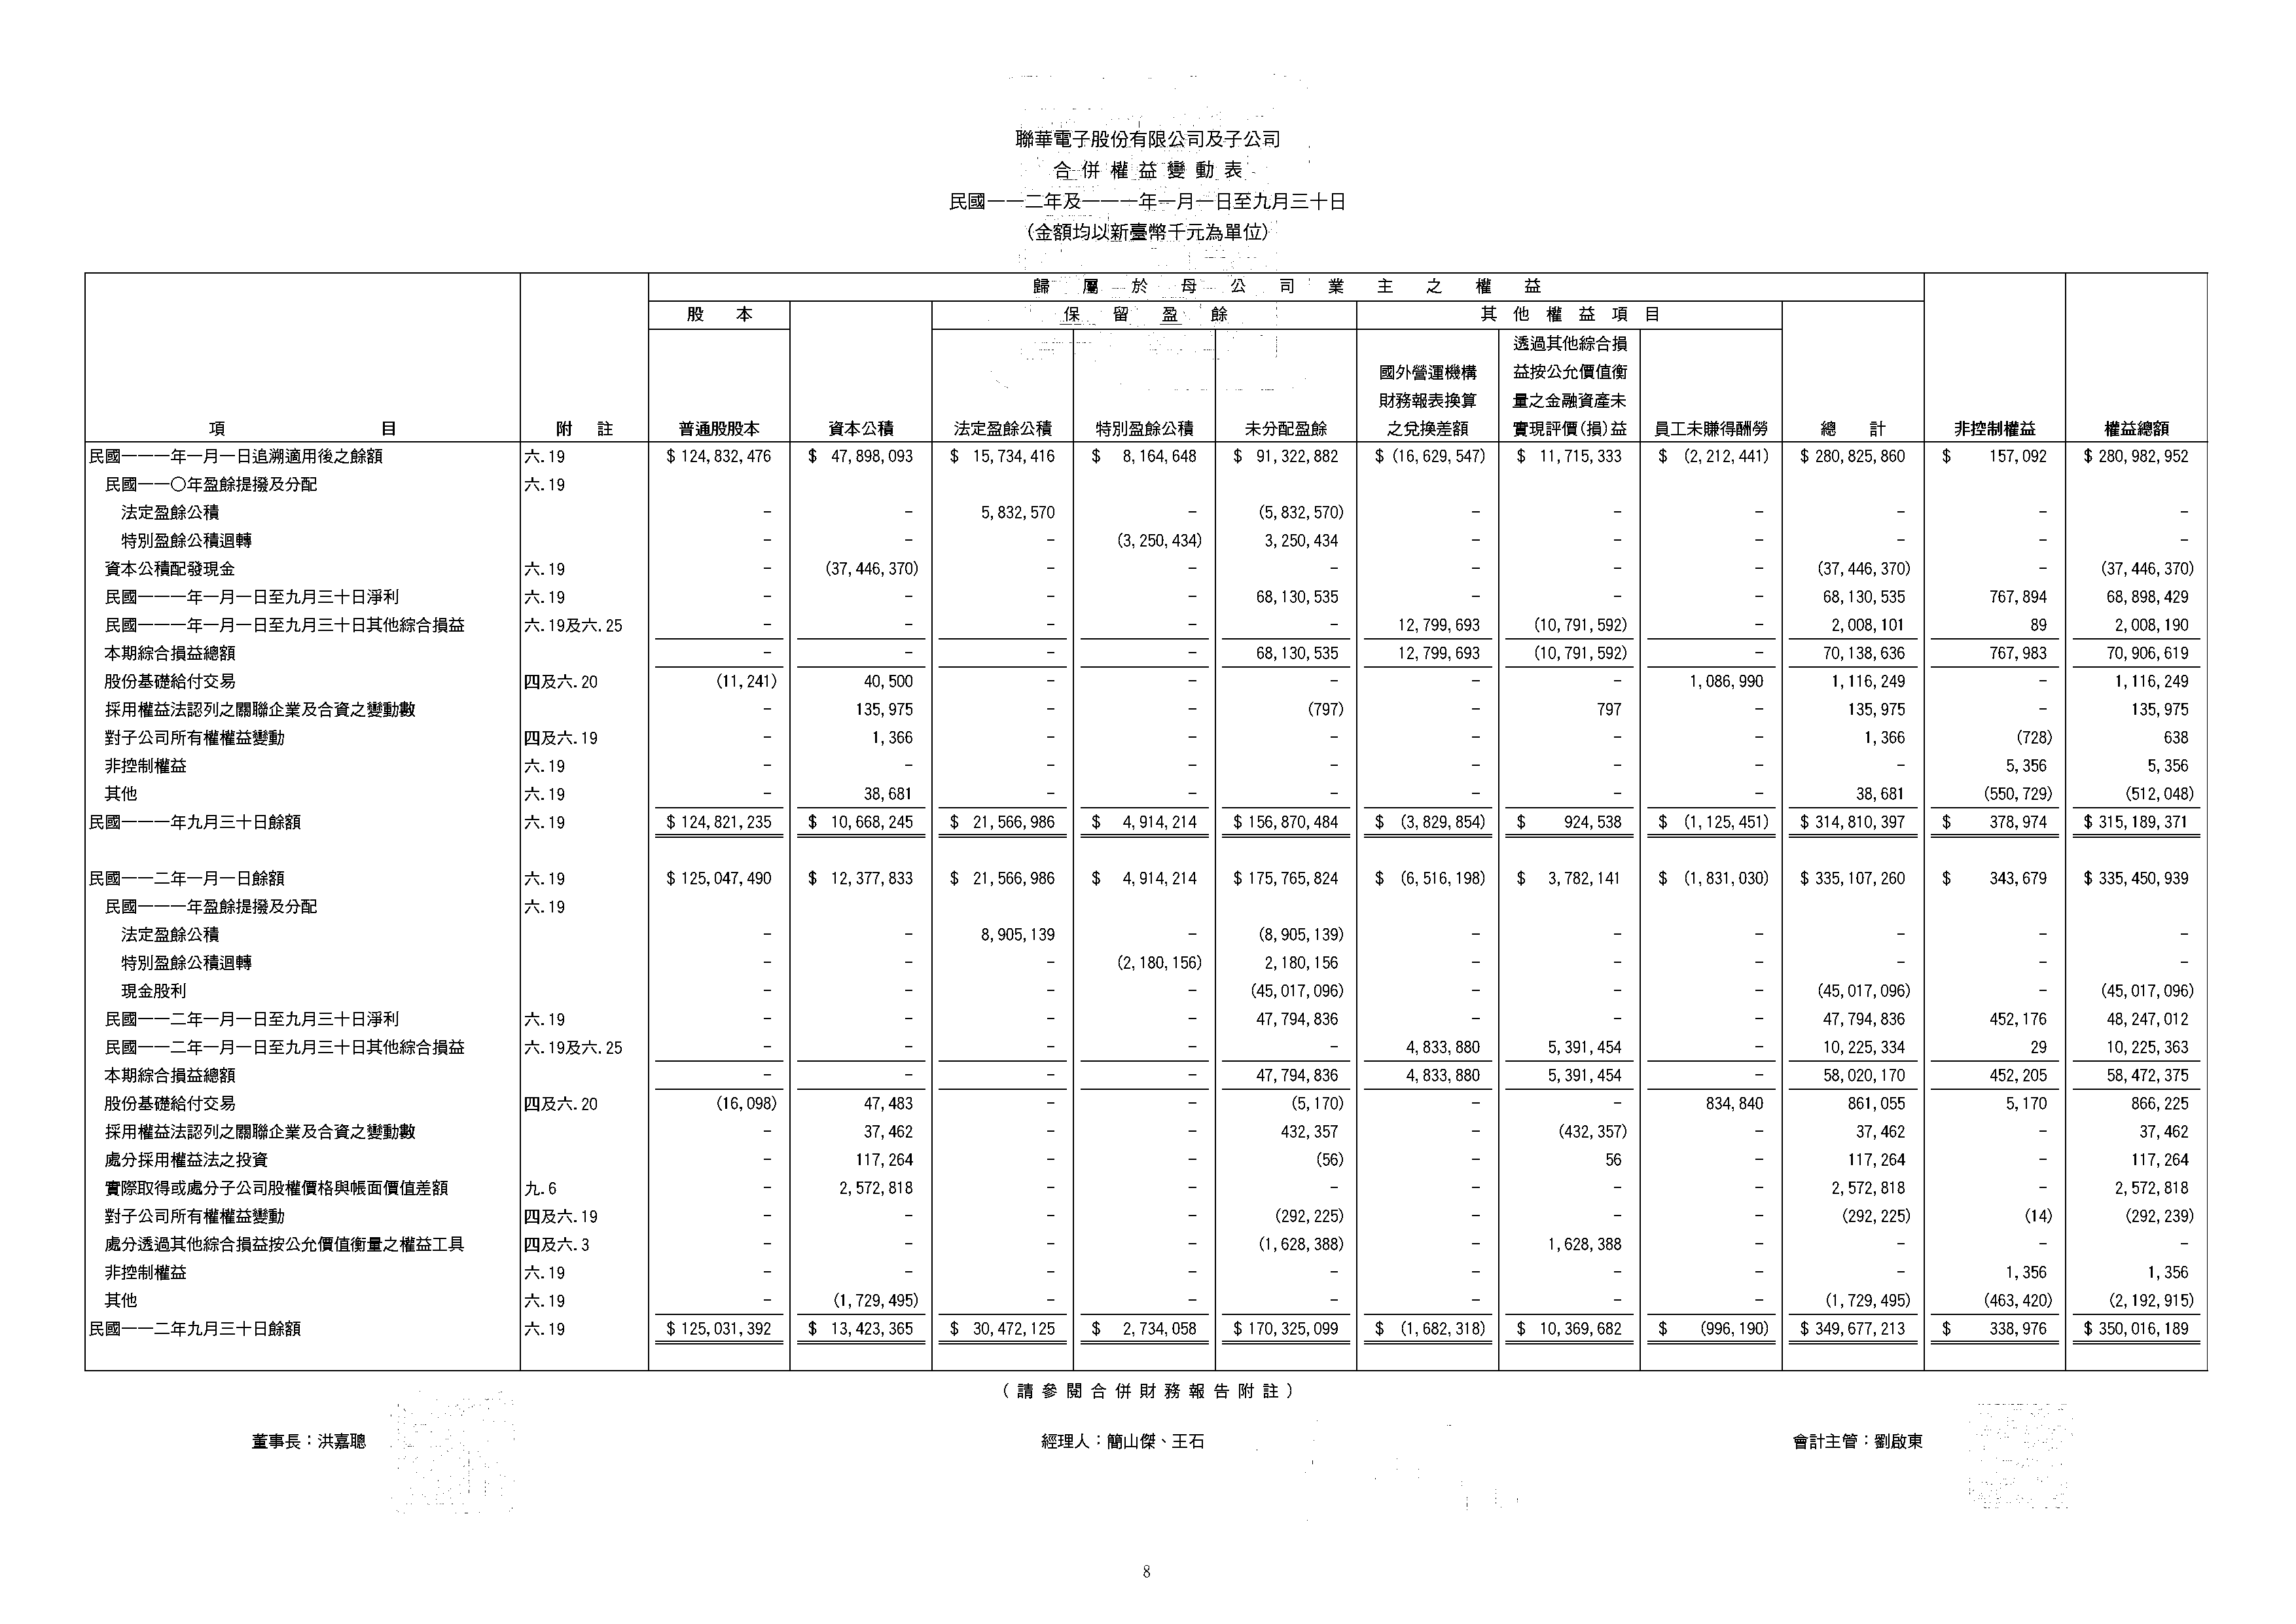 聯華電子股份有限公司及子公司
合併權益變動表
民國一一二年及一一一年一月一日至九月三十日
(金額均以新臺幣千元為單位)
歸屬於母公司業主之權益
股本 保留盈餘 其他權益項目
透過其他綜合損
國外營運機構 益按公允價值衡
財務報表換算 量之金融資產未
項目 附註 普通股股本 資本公積 法定盈餘公積 特別盈餘公積 未分配盈餘 之兌換差額 實現評價(損)益 員工未賺得酬勞 總計 非控制權益 權益總額
民國一一一年一月一日追溯適用後之餘額 六.19 $ 124,832,476 $ 47,898,093 $ 15,734,416 $ 8,164,648 $ 91,322,882 $ (16,629,547) $ 11,715,333 $ (2,212,441) $ 280,825,860 $ 157,092 $ 280,982,952
民國一一〇年盈餘提撥及分配 六.19
法定盈餘公積 - - 5,832,570 - (5,832,570) - - - - - -
特別盈餘公積迴轉 - - - (3,250,434) 3,250,434 - - - - - -
資本公積配發現金 六.19 - (37,446,370) - - - - - - (37,446,370) - (37,446,370)
民國一一一年一月一日至九月三十日淨利 六.19 - - - - 68,130,535 - - - 68,130,535 767,894 68,898,429
民國一一一年一月一日至九月三十日其他綜合損益 六.19及六.25 - - - - - 12,799,693 (10,791,592) - 2,008,101 89 2,008,190
本期綜合損益總額 - - - - 68,130,535 12,799,693 (10,791,592) - 70,138,636 767,983 70,906,619
股份基礎給付交易 四及六.20 (11,241) 40,500 - - - - - 1,086,990 1,116,249 - 1,116,249
採用權益法認列之關聯企業及合資之變動數 - 135,975 - - (797) - 797 - 135,975 - 135,975
對子公司所有權權益變動 四及六.19 - 1,366 - - - - - - 1,366 (728) 638
非控制權益 六.19 - - - - - - - - - 5,356 5,356
其他 六.19 - 38,681 - - - - - - 38,681 (550,729) (512,048)
民國一一一年九月三十日餘額 六.19 $ 124,821,235 $ 10,668,245 $ 21,566,986 $ 4,914,214 $ 156,870,484 $ (3,829,854) $ 924,538 $ (1,125,451) $ 314,810,397 $ 378,974 $ 315,189,371
民國一一二年一月一日餘額 六.19 $ 125,047,490 $ 12,377,833 $ 21,566,986 $ 4,914,214 $ 175,765,824 $ (6,516,198) $ 3,782,141 $ (1,831,030) $ 335,107,260 $ 343,679 $ 335,450,939
民國一一一年盈餘提撥及分配 六.19
法定盈餘公積 - - 8,905,139 - (8,905,139) - - - - - -
特別盈餘公積迴轉 - - - (2,180,156) 2,180,156 - - - - - -
現金股利 - - - - (45,017,096) - - - (45,017,096) - (45,017,096)
民國一一二年一月一日至九月三十日淨利 六.19 - - - - 47,794,836 - - - 47,794,836 452,176 48,247,012
民國一一二年一月一日至九月三十日其他綜合損益 六.19及六.25 - - - - - 4,833,880 5,391,454 - 10,225,334 29 10,225,363
本期綜合損益總額 - - - - 47,794,836 4,833,880 5,391,454 - 58,020,170 452,205 58,472,375
股份基礎給付交易 四及六.20 (16,098) 47,483 - - (5,170) - - 834,840 861,055 5,170 866,225
採用權益法認列之關聯企業及合資之變動數 - 37,462 - - 432,357 - (432,357) - 37,462 - 37,462
處分採用權益法之投資 - 117,264 - - (56) - 56 - 117,264 - 117,264
實際取得或處分子公司股權價格與帳面價值差額 九.6 - 2,572,818 - - - - - - 2,572,818 - 2,572,818
對子公司所有權權益變動 四及六.19 - - - - (292,225) - - - (292,225) (14) (292,239)
處分透過其他綜合損益按公允價值衡量之權益工具 四及六.3 - - - - (1,628,388) - 1,628,388 - - - -
非控制權益 六.19 - - - - - - - - - 1,356 1,356
其他 六.19 - (1,729,495) - - - - - - (1,729,495) (463,420) (2,192,915)
民國一一二年九月三十日餘額 六.19 $ 125,031,392 $ 13,423,365 $ 30,472,125 $ 2,734,058 $ 170,325,099 $ (1,682,318) $ 10,369,682 $ (996,190) $ 349,677,213 $ 338,976 $ 350,016,189
(請參閱合併財務報告附註)
董事長：洪嘉聰 經理人：簡山傑、王石 會計主管：劉啟東
8